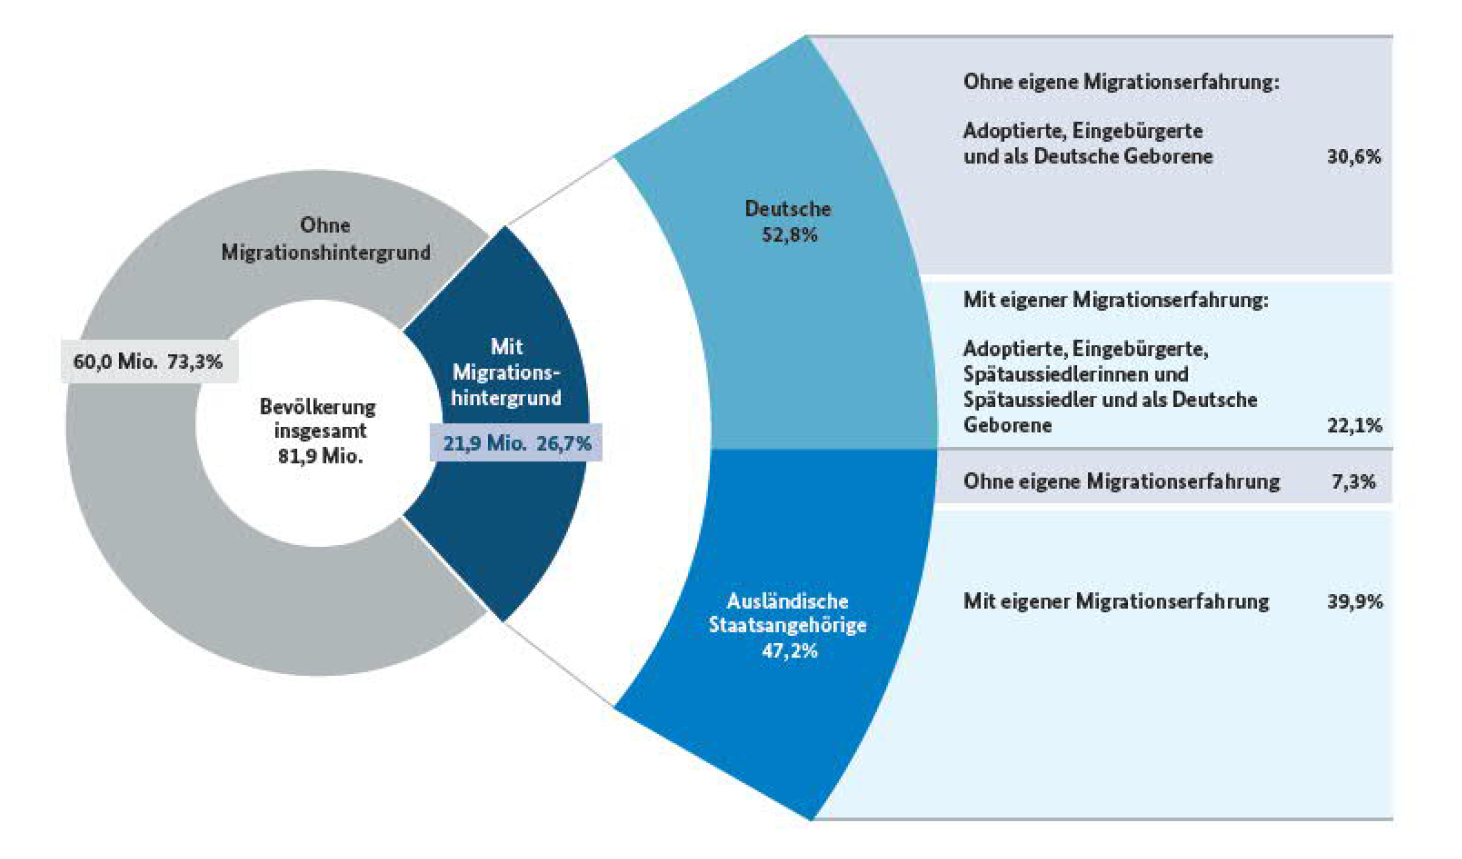 Ohne
Migrationshintergrund
60,0 Mio. 73,3%
Bevölkerung
insgesamt
81,9 Mio.
Mit
Migrations-
hintergrund
21,9 Mio. 26,7%
Deutsche
52,8%
Ausländische
Staatsangehörige
47,2%
Ohne eigene Migrationserfahrung:
Adoptierte, Eingebürgerte
und als Deutsche Geborene 30,6%
Mit eigener Migrationserfahrung:
Adoptierte, Eingebürgerte,
Spätaussiedlerinnen und
Spätaussiedler und als Deutsche
Geborene 22,1%
Ohne eigene Migrationserfahrung 7,3%
Mit eigener Migrationserfahrung 39,9%